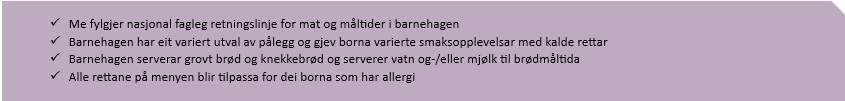 ✓ Me fylgjer nasjonal fagleg retningslinje for mat og måltider i barnehagen
✓ Barnehagen har eit variert utval av pålegg og gjev borna varierte smaksopplevelsar med kalde rettar
✓ Barnehagen serverar grovt brød og knekkebrød og serverer vatn og-/eller mjølk til brødmåltida
✓ Alle rettane på menyen blir tilpassa for dei borna som har allergi